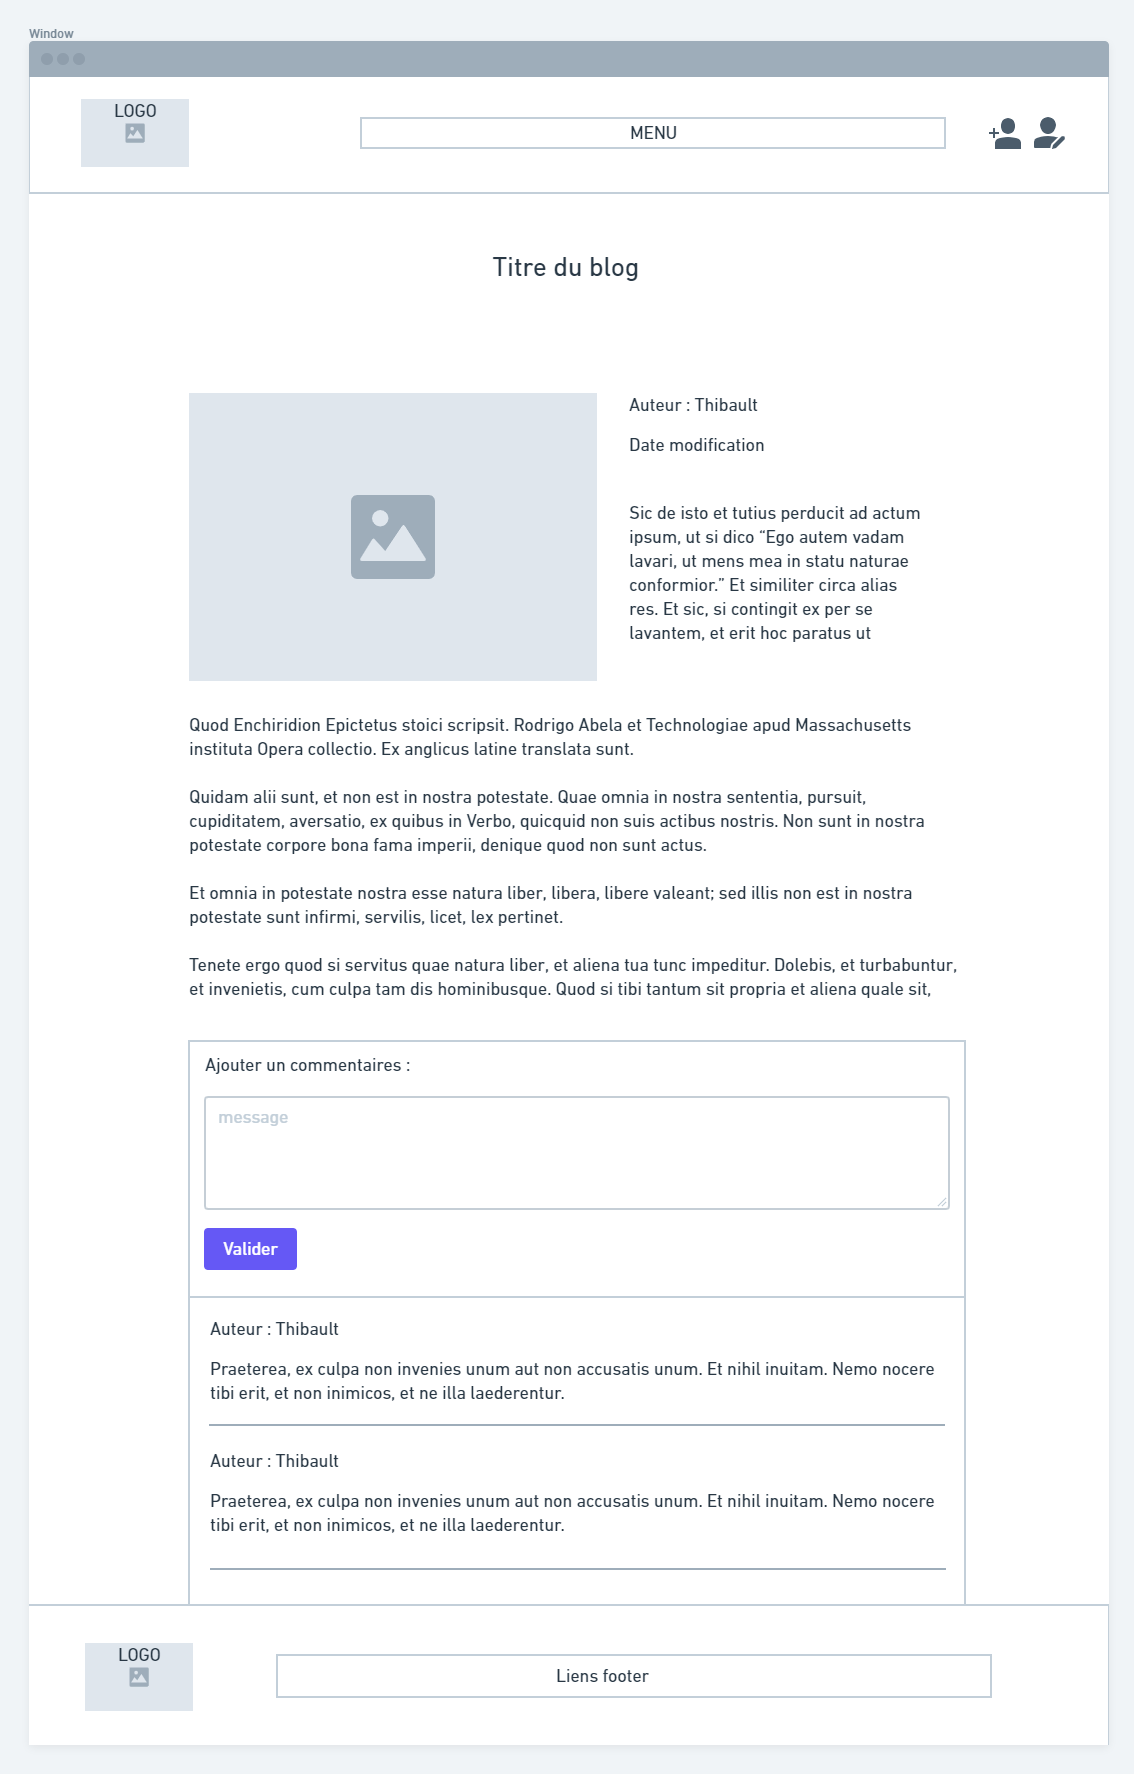 Window
LOGO
MENU
Titre du blog
Auteur : Thibault
Date modification
Sic de isto et tutius perducit ad actum
ipsum, ut si dico “Ego autem vadam
lavari, ut mens mea in statu naturae
conformior.” Et similiter circa alias
res. Et sic, si contingit ex per se
lavantem, et erit hoc paratus ut
Quod Enchiridion Epictetus stoici scripsit. Rodrigo Abela et Technologiae apud Massachusetts
instituta Opera collectio. Ex anglicus latine translata sunt.
Quidam alii sunt, et non est in nostra potestate. Quae omnia in nostra sententia, pursuit,
cupiditatem, aversatio, ex quibus in Verbo, quicquid non suis actibus nostris. Non sunt in nostra
potestate corpore bona fama imperii, denique quod non sunt actus.
Et omnia in potestate nostra esse natura liber, libera, libere valeant; sed illis non est in nostra
potestate sunt infirmi, servilis, licet, lex pertinet.
Tenete ergo quod si servitus quae natura liber, et aliena tua tunc impeditur. Dolebis, et turbabuntur,
et invenietis, cum culpa tam dis hominibusque. Quod si tibi tantum sit propria et aliena quale sit,
Ajouter un commentaires :
message
Valider
Auteur : Thibault
Praeterea, ex culpa non invenies unum aut non accusatis unum. Et nihil inuitam. Nemo nocere
tibi erit, et non inimicos, et ne illa laederentur.
Auteur : Thibault
Praeterea, ex culpa non invenies unum aut non accusatis unum. Et nihil inuitam. Nemo nocere
tibi erit, et non inimicos, et ne illa laederentur.
LOGO
Liens footer